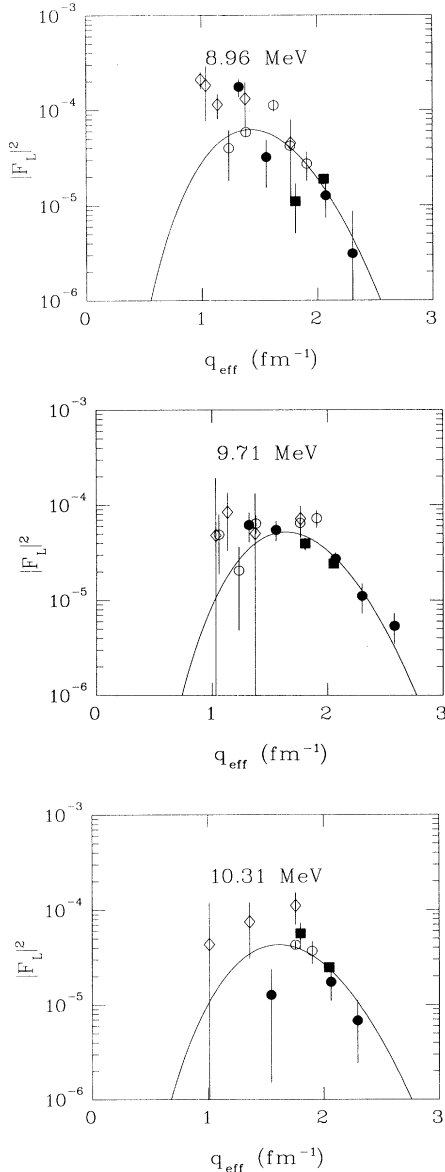 10⁻³
8.96 MeV
10⁻⁴
|F_L|²
10⁻⁵
10⁻⁶
0 1 2 3
q_eff (fm⁻¹)
10⁻³
9.71 MeV
10⁻⁴
|F_L|²
10⁻⁵
10⁻⁶
0 1 2 3
q_eff (fm⁻¹)
10⁻³
10.31 MeV
10⁻⁴
|F_L|²
10⁻⁵
10⁻⁶
0 1 2 3
q_eff (fm⁻¹)